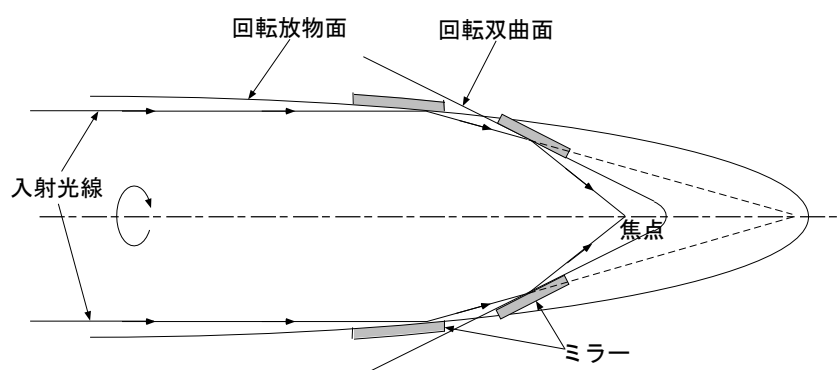 回転放物面
回転双曲面
入射光線
焦点
ミラー